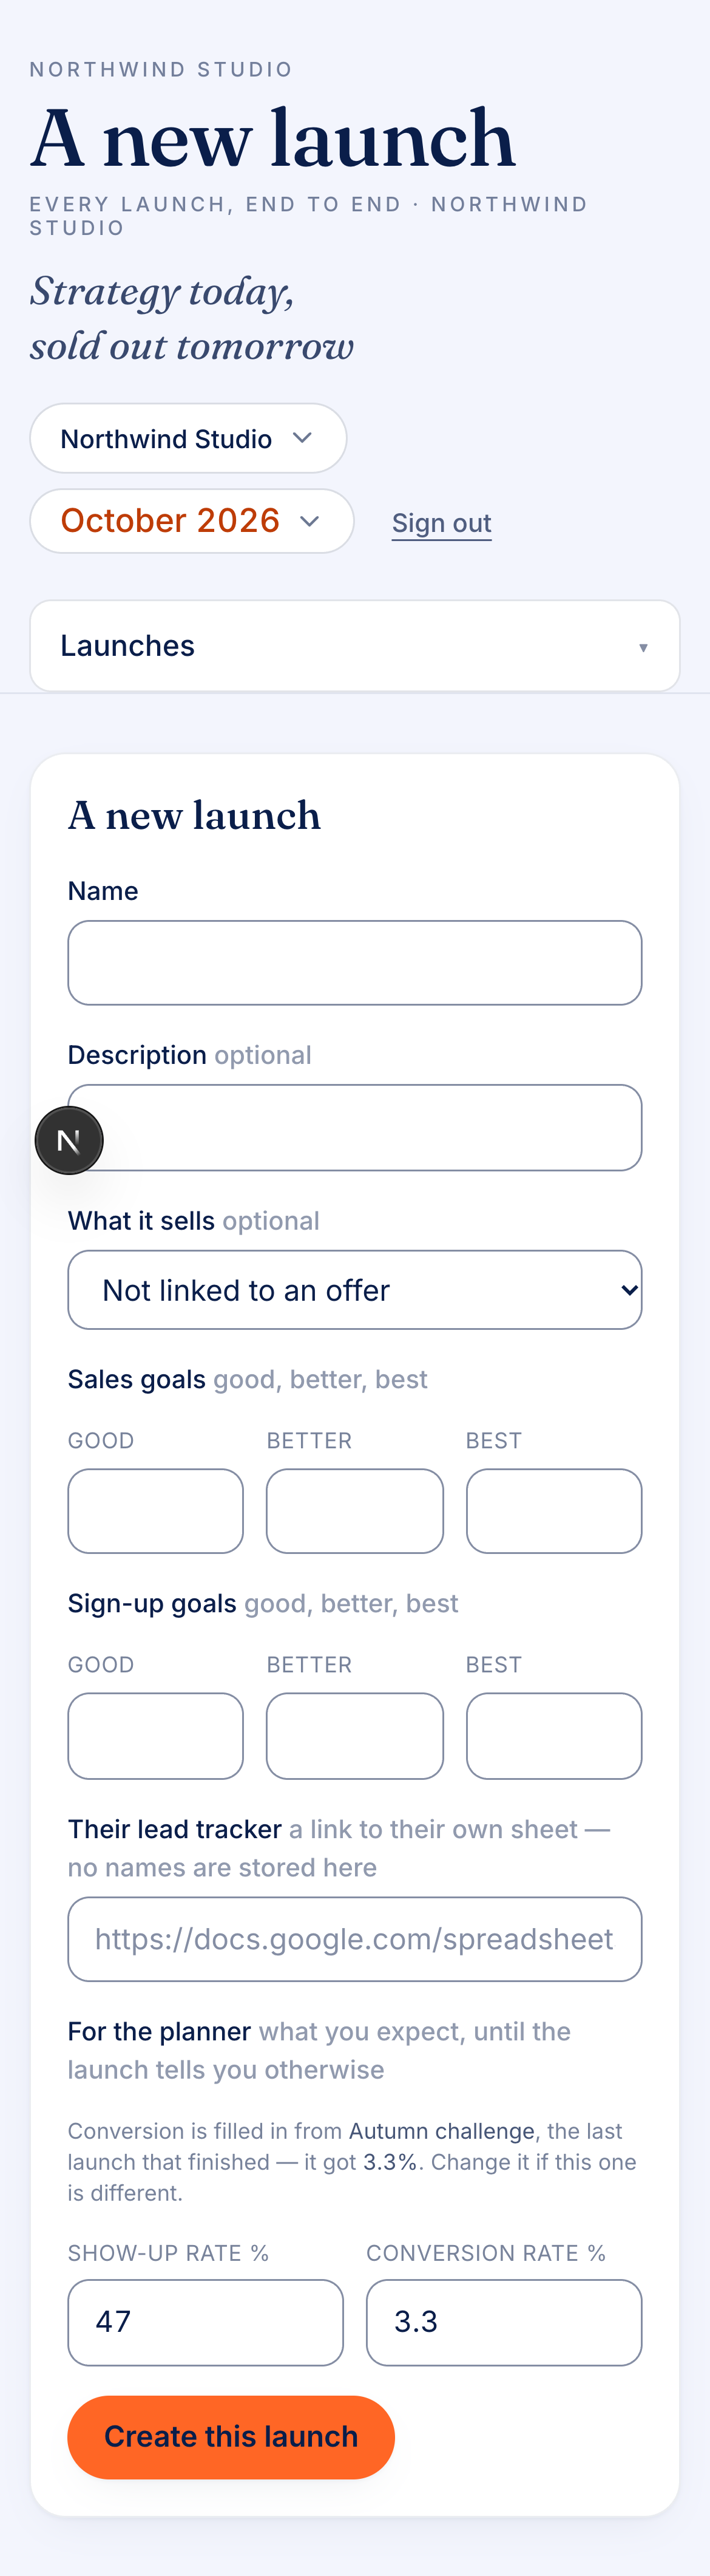 NORTHWIND STUDIO
A new launch
EVERY LAUNCH, END TO END · NORTHWIND
STUDIO
Strategy today,
sold out tomorrow
Northwind Studio
October 2026
Sign out
Launches
A new launch
Name
Description optional
N
What it sells optional
Not linked to an offer
Sales goals good, better, best
GOOD BETTER BEST
Sign-up goals good, better, best
GOOD BETTER BEST
Their lead tracker a link to their own sheet —
no names are stored here
https://docs.google.com/spreadsheet
For the planner what you expect, until the
launch tells you otherwise
Conversion is filled in from Autumn challenge, the last
launch that finished — it got 3.3%. Change it if this one
is different.
SHOW-UP RATE % CONVERSION RATE %
47 3.3
Create this launch